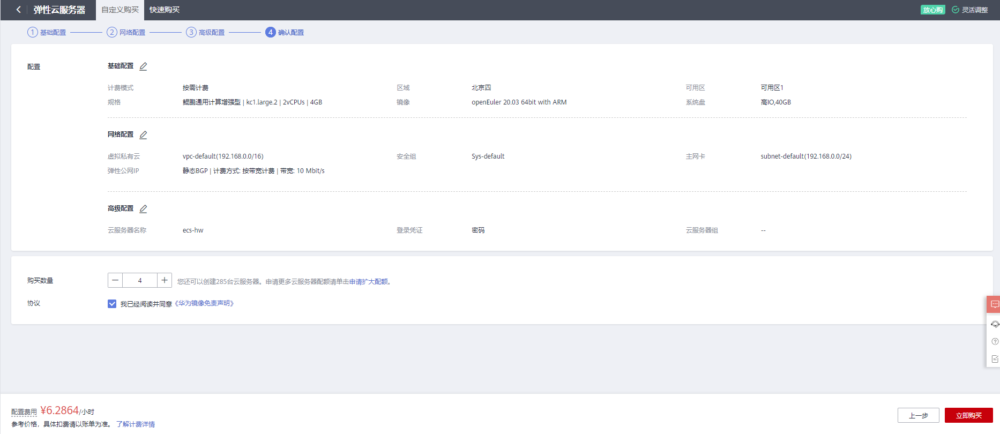 弹性云服务器 自定义购买 快速购买 放心购 灵活调整
1 基础配置 2 网络配置 3 高级配置 4 确认配置
配置
基础配置
计费模式 按需计费 区域 北京四 可用区 可用区1
规格 鲲鹏通用计算增强型 | kc1.large.2 | 2vCPUs | 4GB 镜像 openEuler 20.03 64bit with ARM 系统盘 高IO,40GB
网络配置
虚拟私有云 vpc-default(192.168.0.0/16) 安全组 Sys-default 主网卡 subnet-default(192.168.0.0/24)
弹性公网IP 静态BGP | 计费方式: 按带宽计费 | 带宽: 10 Mbit/s
高级配置
云服务器名称 ecs-hw 登录凭证 密码 云服务器组 --
购买数量 4 您还可以创建285台云服务器。申请更多云服务器配额请单击申请扩大配额。
协议 我已经阅读并同意《华为镜像免责声明》
配置费用 ¥6.2864/小时
参考价格，具体扣费请以账单为准。 了解计费详情
上一步 立即购买